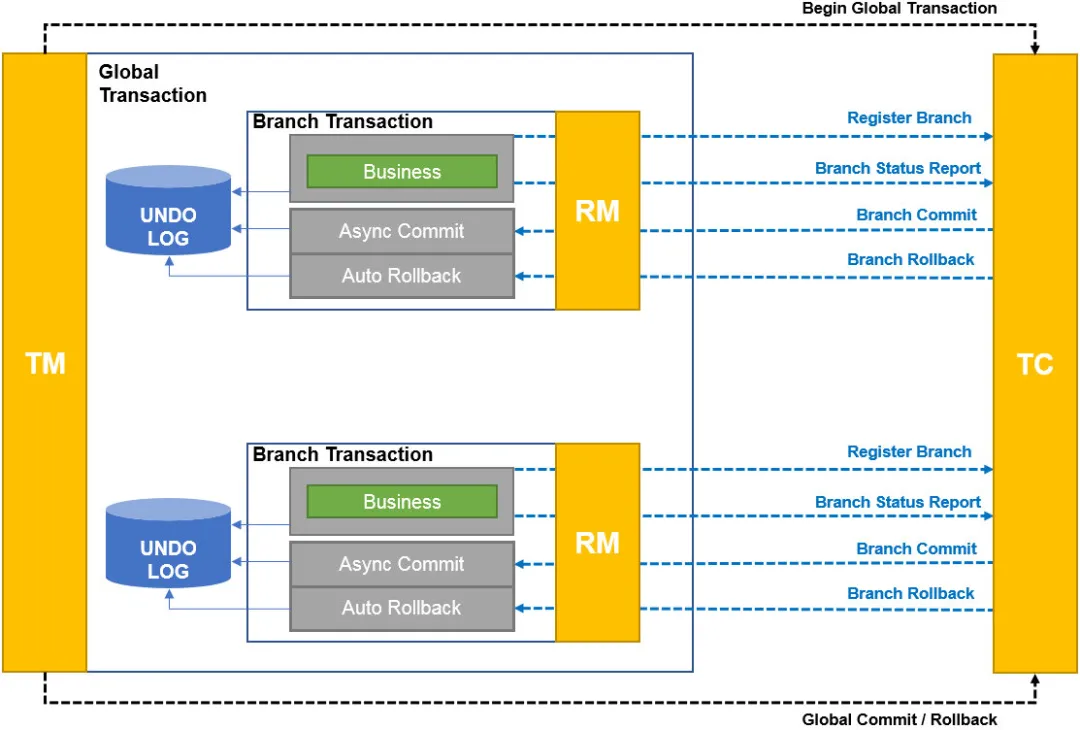 Begin Global Transaction
Global
Transaction
Branch Transaction
Business
UNDO
LOG
Async Commit
Auto Rollback
RM
Register Branch
Branch Status Report
Branch Commit
Branch Rollback
TM
TC
Branch Transaction
Business
UNDO
LOG
Async Commit
Auto Rollback
RM
Register Branch
Branch Status Report
Branch Commit
Branch Rollback
Global Commit / Rollback